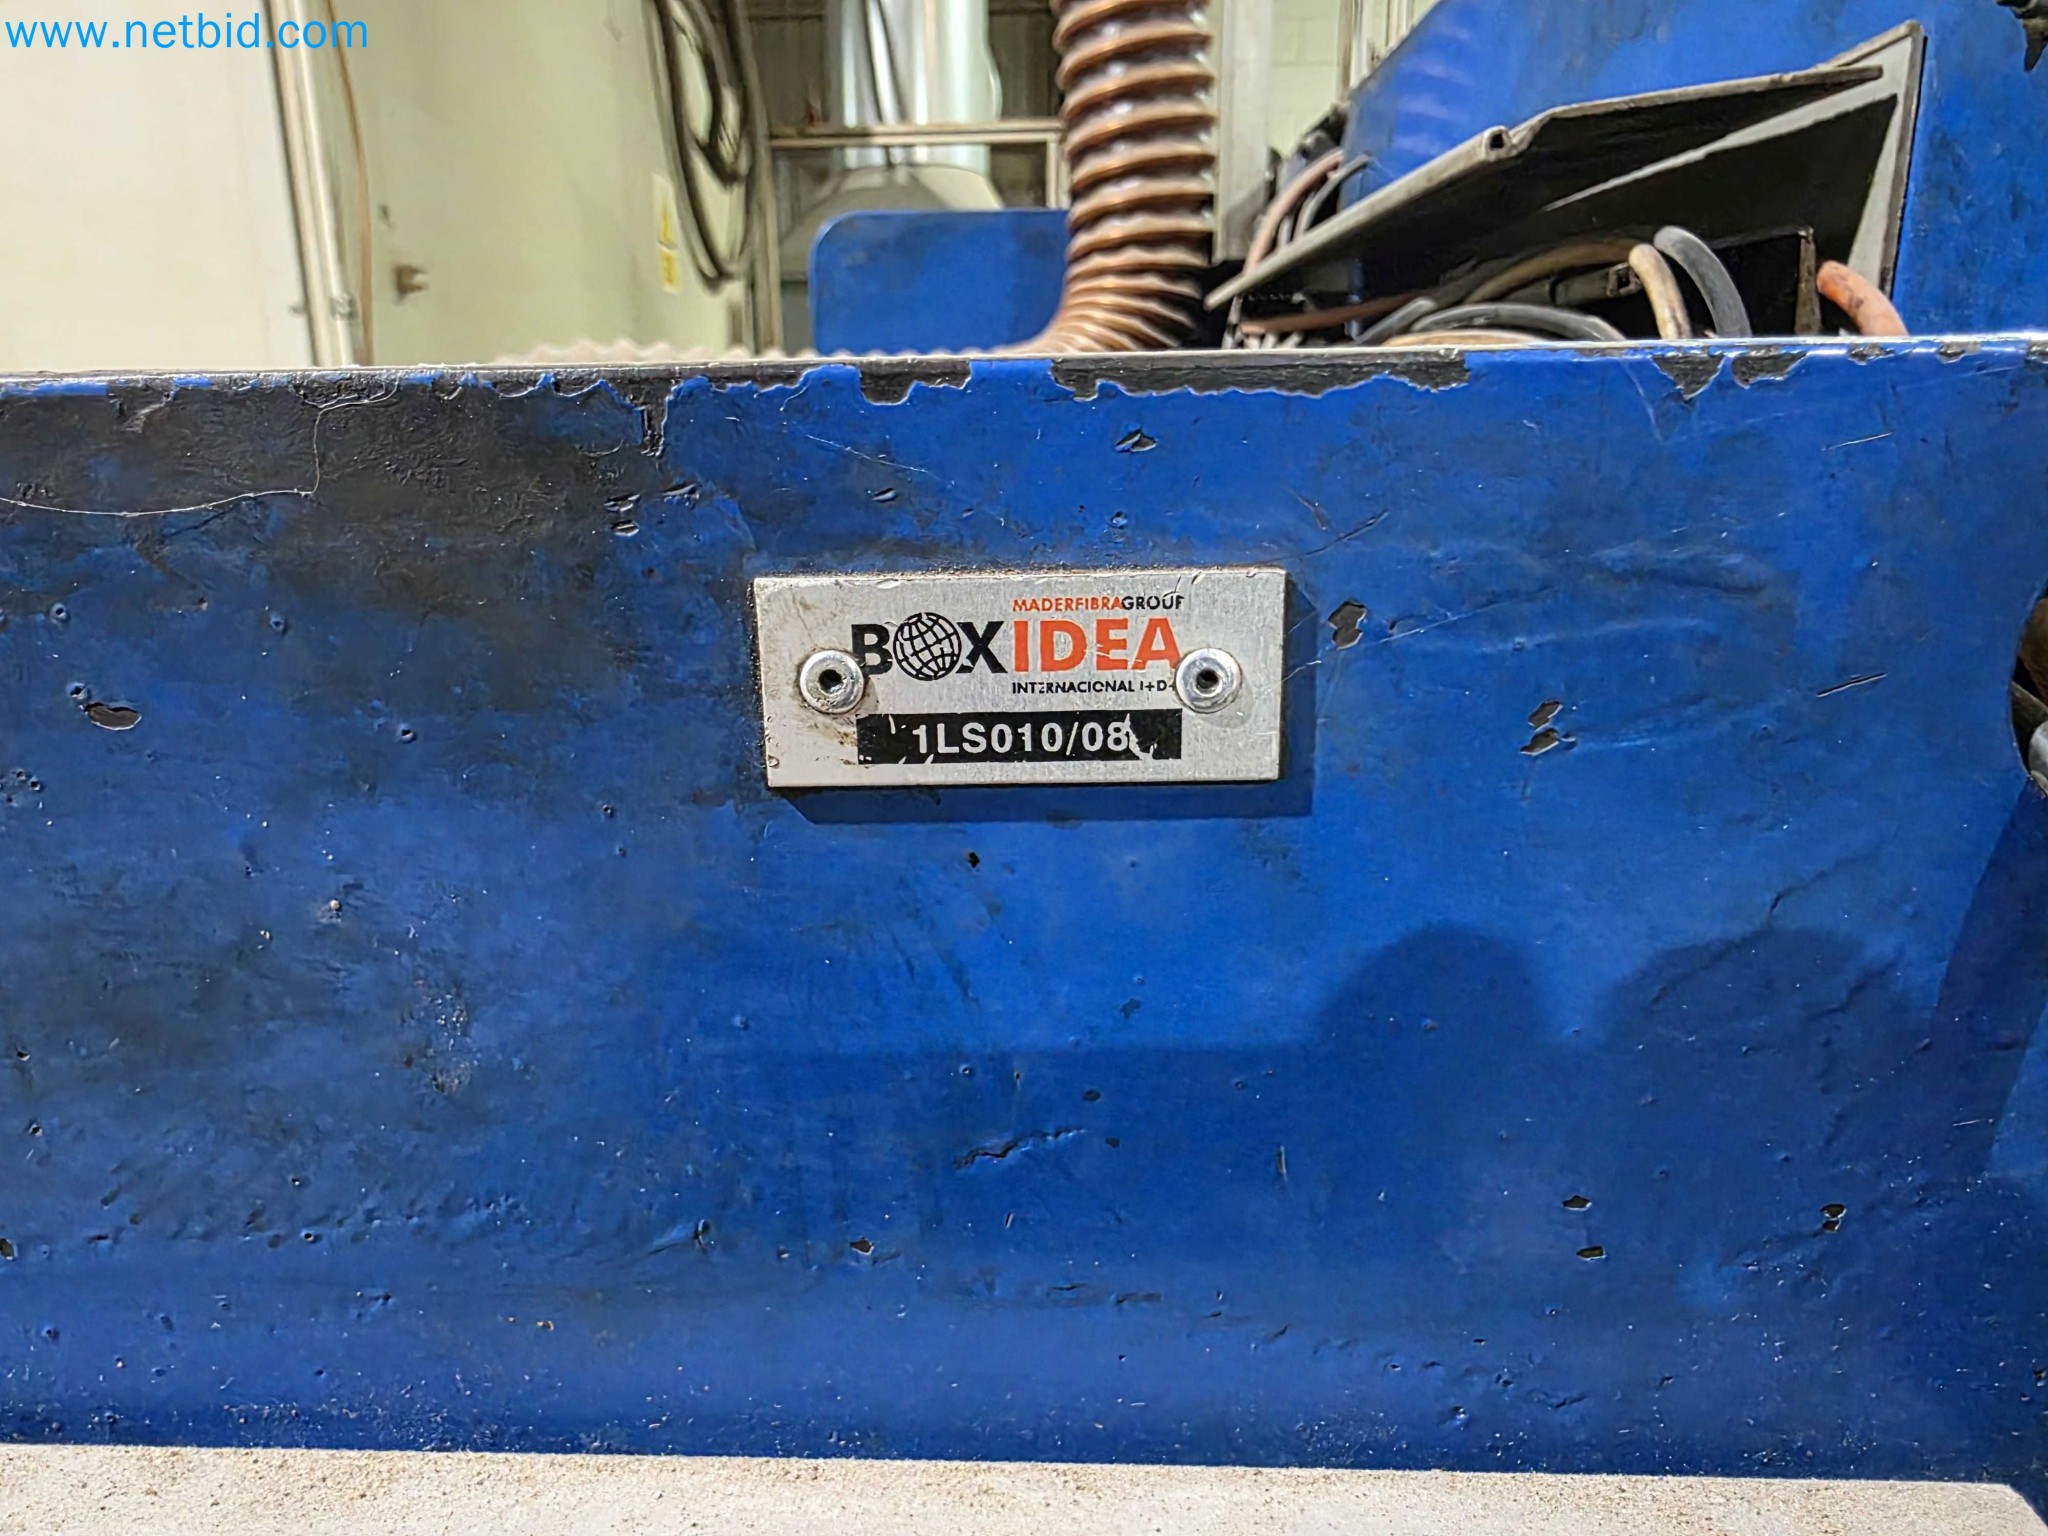 www.netbid.com
MADERFIBRAGROUP
BOXIDEA
INTERNACIONAL I+D+
1LS010/08